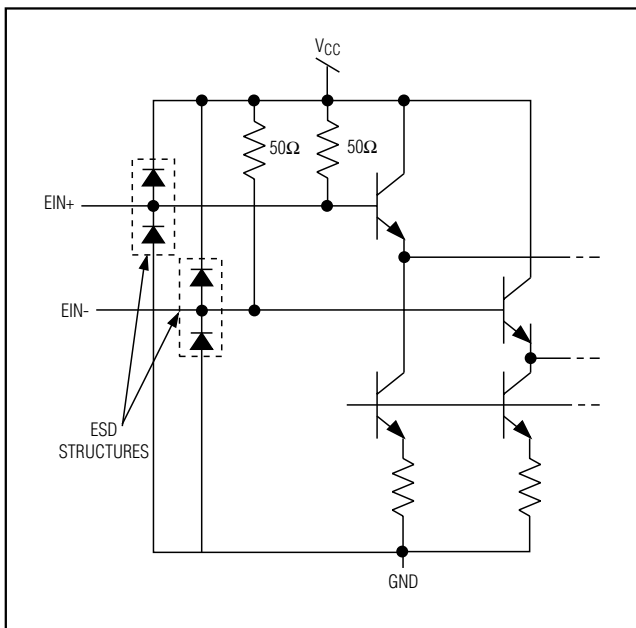 VCC
50Ω
50Ω
EIN+
EIN-
ESD
STRUCTURES
GND